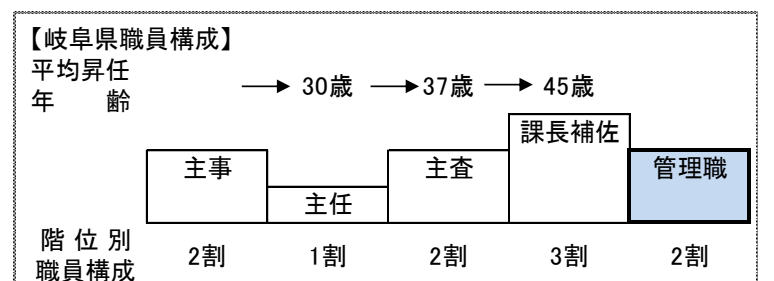 【岐阜県職員構成】
平均昇任
年齢
30歳 37歳 45歳
課長補佐
主事 主査 管理職
主任
階位別
職員構成
2割 1割 2割 3割 2割